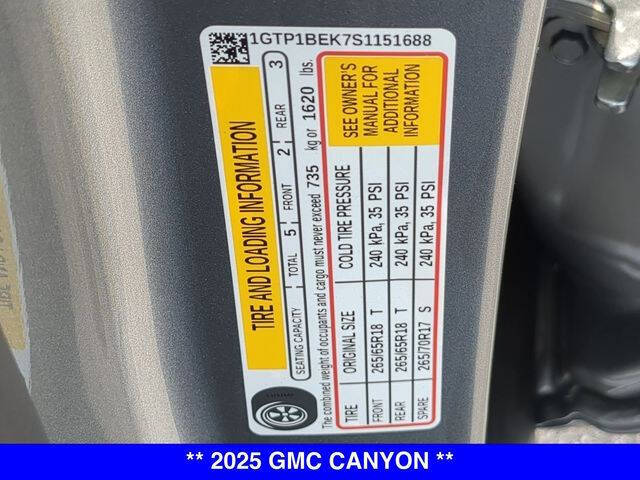 1GTP1BEK7S1151688
TIRE AND LOADING INFORMATION
SEATING CAPACITY TOTAL 5 FRONT 2 REAR 3
The combined weight of occupants and cargo must never exceed 735 kg or 1620 lbs.
TIRE ORIGINAL SIZE COLD TIRE PRESSURE
FRONT 265/65R18 T 240 kPa, 35 PSI
REAR 265/65R18 T 240 kPa, 35 PSI
SPARE 265/70R17 S 240 kPa, 35 PSI
SEE OWNER'S
MANUAL FOR
ADDITIONAL
INFORMATION
** 2025 GMC CANYON **